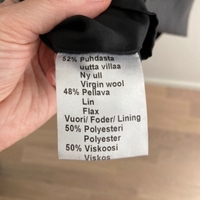 52% Puhdasta
uutta villaa
Ny ull
Virgin wool
48% Pellava
Lin
Flax
Vuori/ Foder/ Lining
50% Polyesteri
Polyester
50% Viskoosi
Viskos